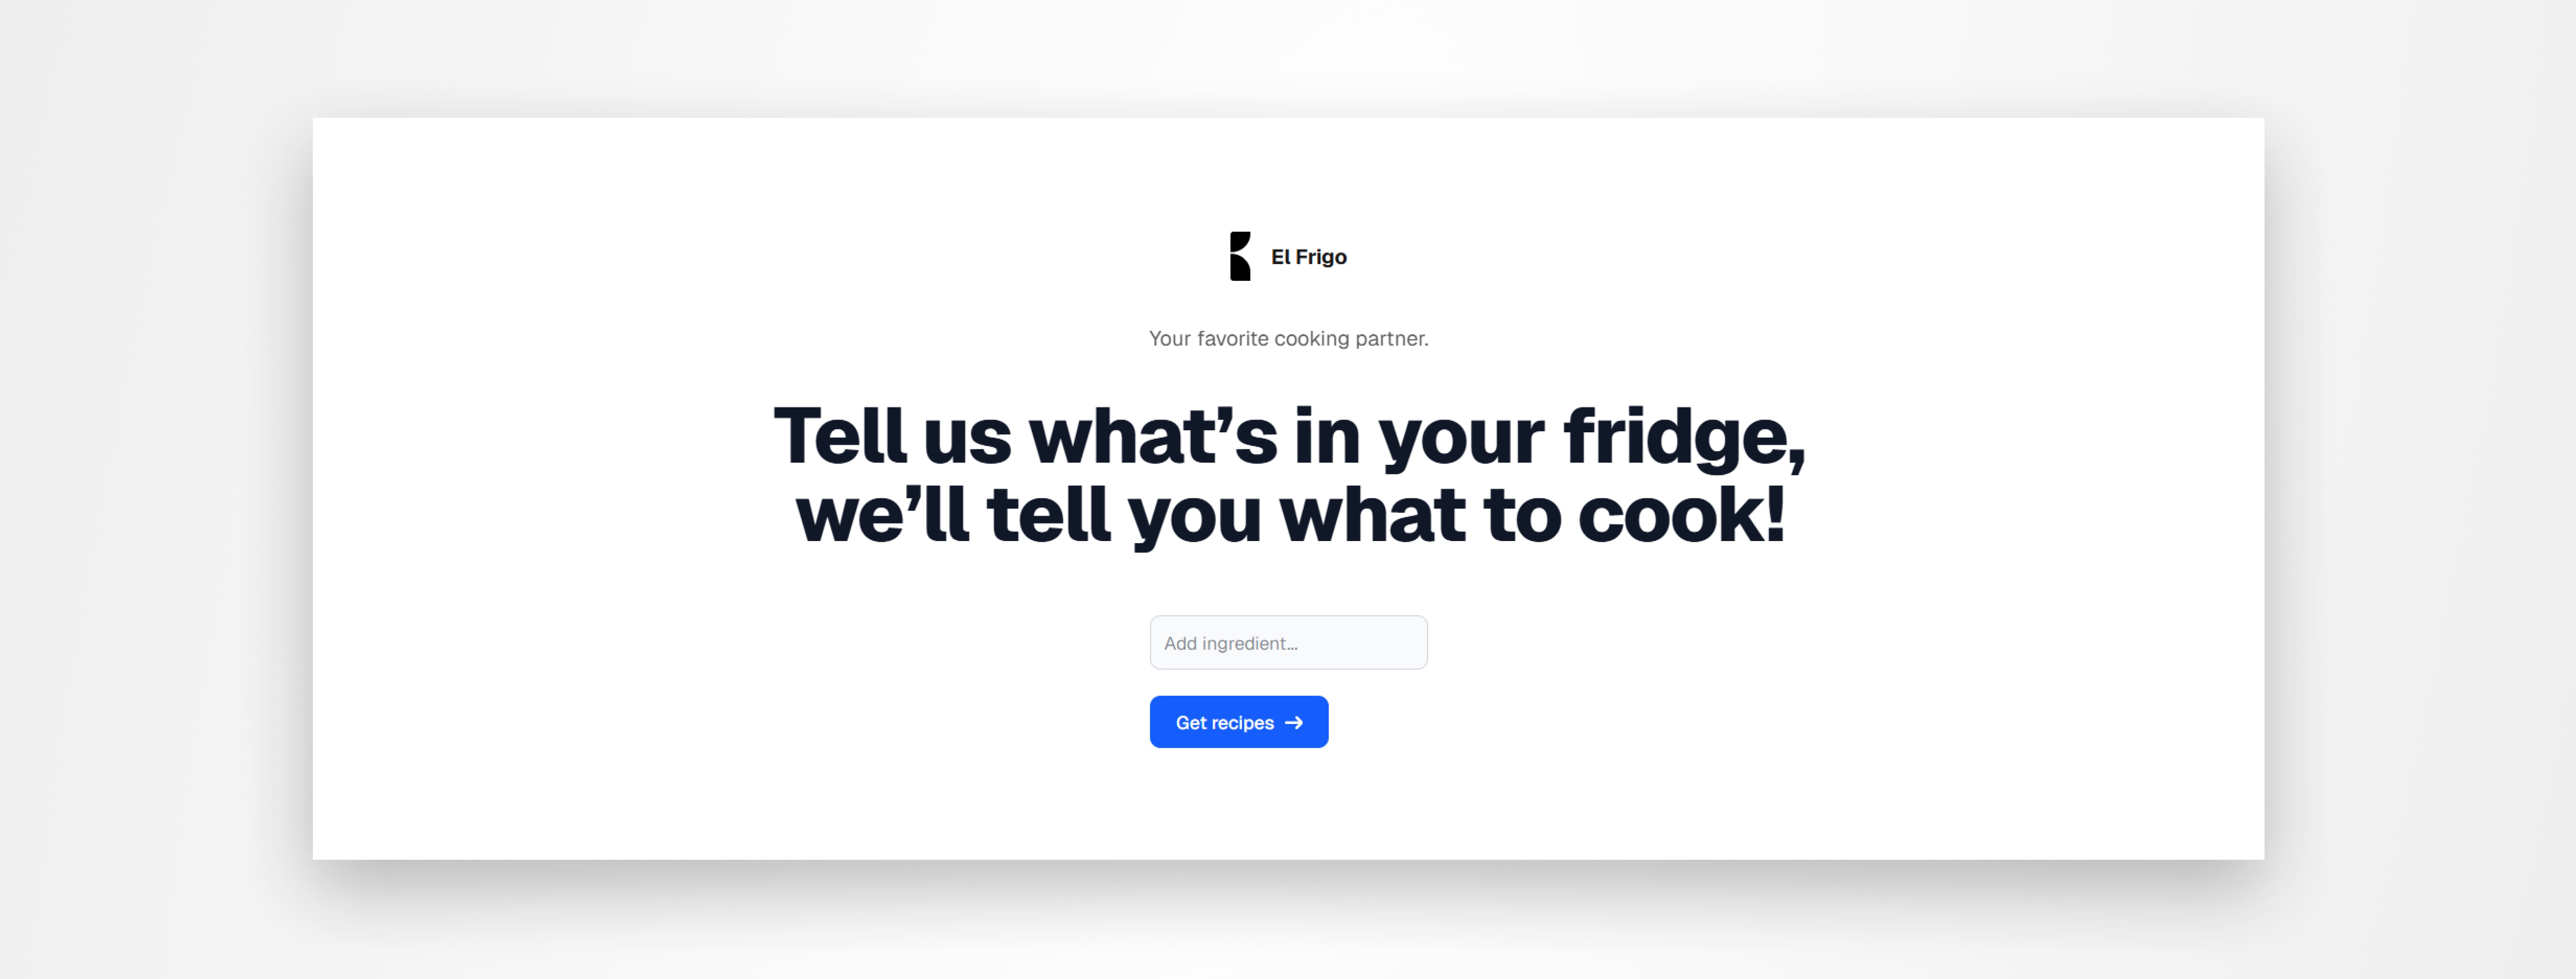 El Frigo
Your favorite cooking partner.
Tell us what’s in your fridge,
we’ll tell you what to cook!
Add ingredient...
Get recipes →